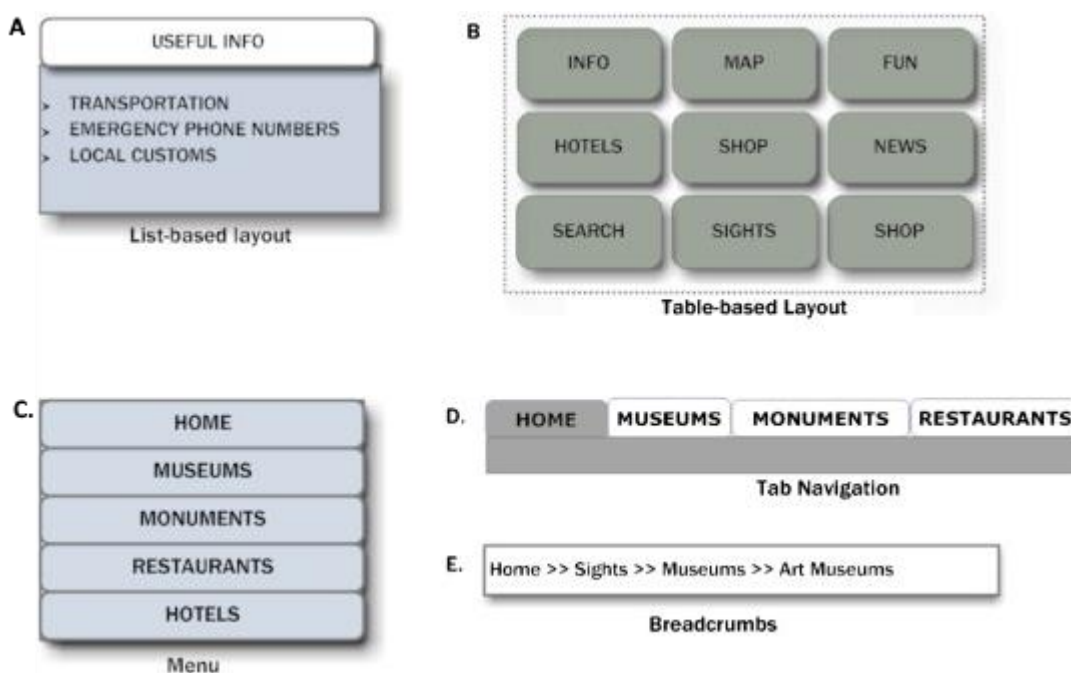 A
USEFUL INFO
➢ TRANSPORTATION
➢ EMERGENCY PHONE NUMBERS
➢ LOCAL CUSTOMS
List-based layout
B
INFO MAP FUN
HOTELS SHOP NEWS
SEARCH SIGHTS SHOP
Table-based Layout
C.
HOME
MUSEUMS
MONUMENTS
RESTAURANTS
HOTELS
Menu
D.
HOME MUSEUMS MONUMENTS RESTAURANTS
Tab Navigation
E.
Home >> Sights >> Museums >> Art Museums
Breadcrumbs